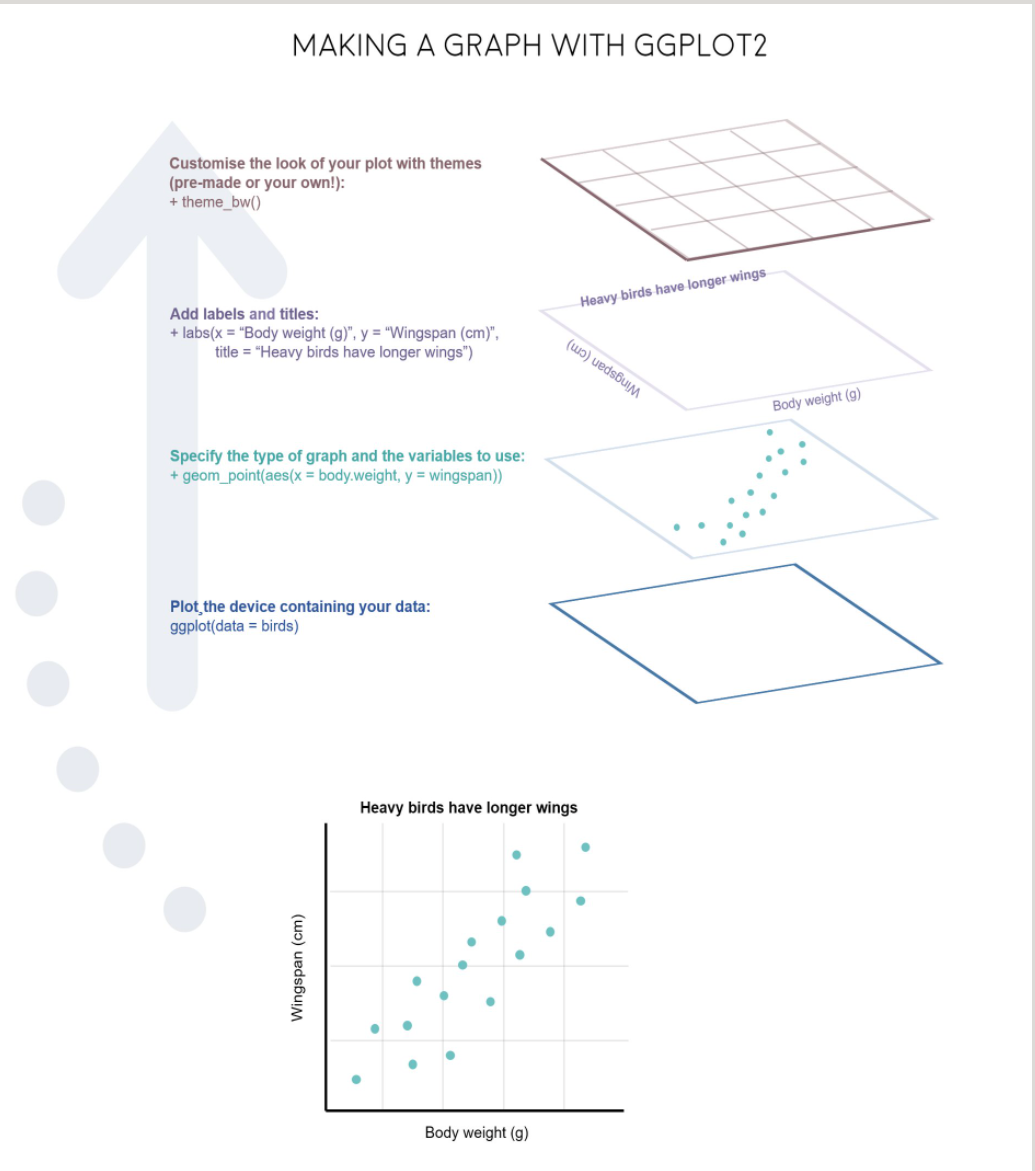 MAKING A GRAPH WITH GGPLOT2
Customise the look of your plot with themes
(pre-made or your own!):
+ theme_bw()
Heavy birds have longer wings
Add labels and titles:
+ labs(x = “Body weight (g)”, y = “Wingspan (cm)”,
title = “Heavy birds have longer wings”)
Wingspan (cm)
Body weight (g)
Specify the type of graph and the variables to use:
+ geom_point(aes(x = body.weight, y = wingspan))
Plot the device containing your data:
ggplot(data = birds)
Heavy birds have longer wings
Wingspan (cm)
Body weight (g)